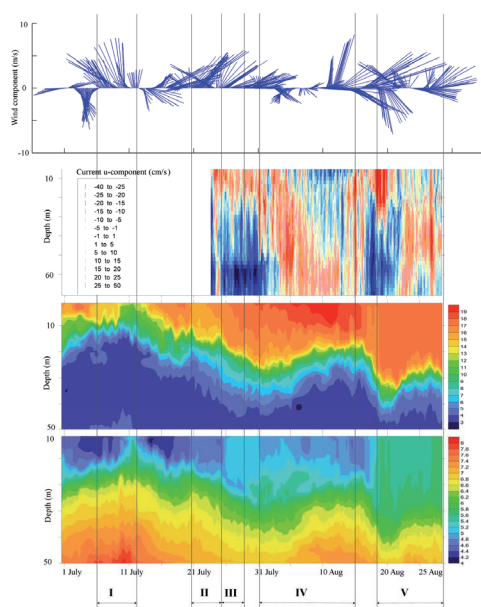 10
Wind component (m/s)
0
-10
Current u-component (cm/s)
-40 to -25
-25 to -20
-20 to -15
-15 to -10
-10 to -5
-5 to -1
-1 to 1
1 to 5
5 to 10
10 to 15
15 to 20
20 to 25
25 to 50
10
Depth (m)
60
10
Depth (m)
50
19
18
17
16
15
14
13
12
11
10
9
8
7
6
5
4
3
2
10
Depth (m)
50
8
7.8
7.6
7.4
7.2
7
6.8
6.6
6.4
6.2
6
5.8
5.6
5.4
5.2
5
4.8
4.6
4.4
4.2
4
1 July 11 July 21 July 31 July 10 Aug 20 Aug 25 Aug
I II III IV V